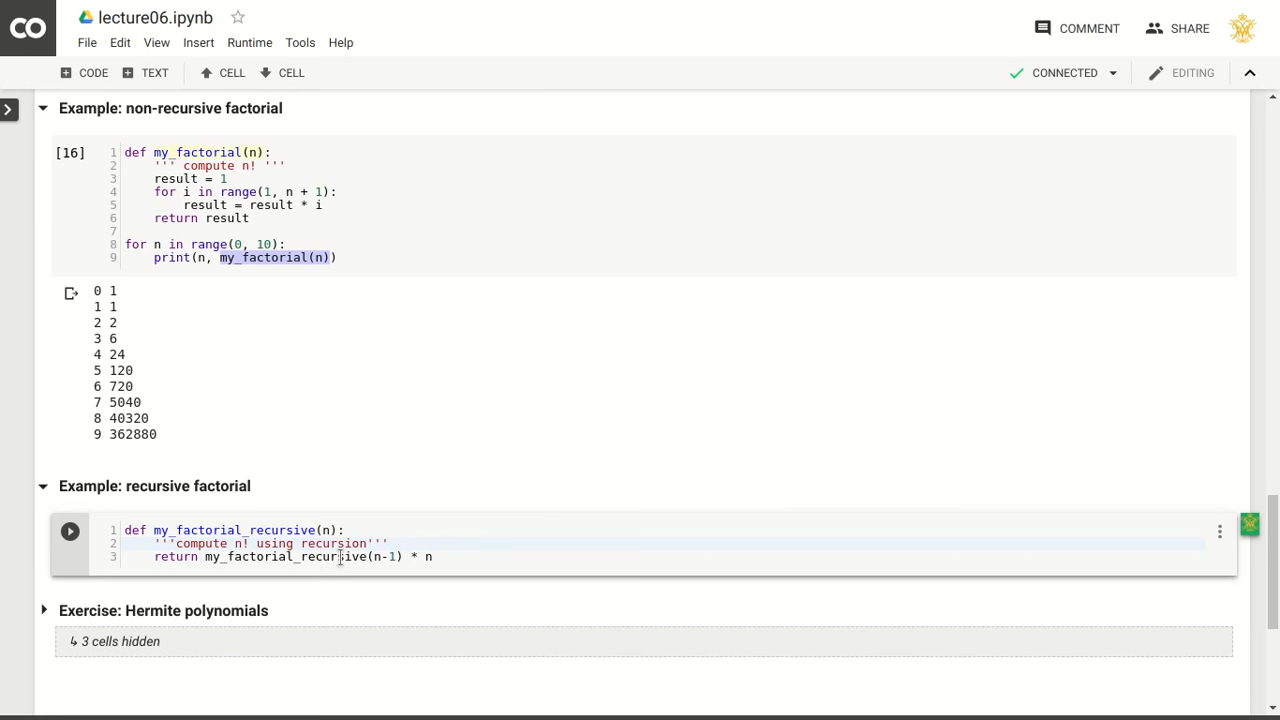 CO
lecture06.ipynb
File Edit View Insert Runtime Tools Help
COMMENT SHARE
CODE TEXT CELL CELL
CONNECTED EDITING
Example: non-recursive factorial
[16]
1 def my_factorial(n):
2     ''' compute n! '''
3     result = 1
4     for i in range(1, n + 1):
5         result = result * i
6     return result
7
8 for n in range(0, 10):
9     print(n, my_factorial(n))
0 1
1 1
2 2
3 6
4 24
5 120
6 720
7 5040
8 40320
9 362880
Example: recursive factorial
1 def my_factorial_recursive(n):
2     '''compute n! using recursion'''
3     return my_factorial_recursive(n-1) * n
Exercise: Hermite polynomials
↳ 3 cells hidden